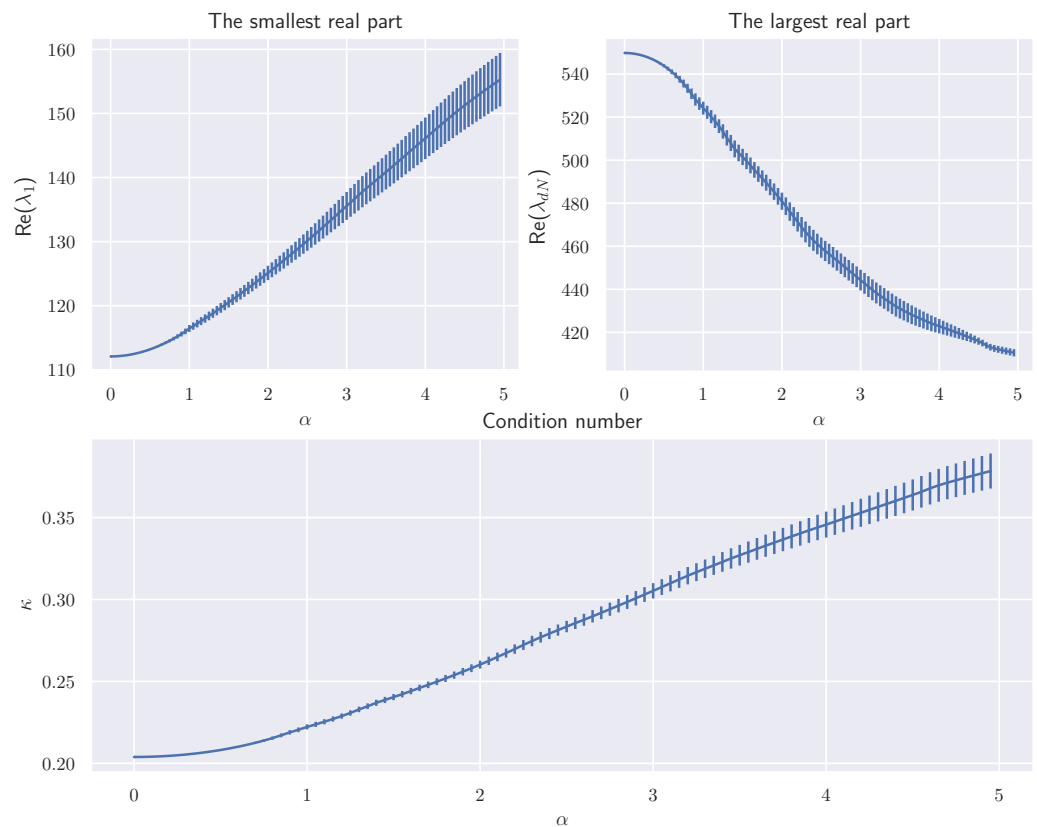 The smallest real part
Re(λ₁)
160
150
140
130
120
110
0 1 2 3 4 5
α
The largest real part
Re(λ_{dN})
540
520
500
480
460
440
420
0 1 2 3 4 5
α
Condition number
κ
0.35
0.30
0.25
0.20
0 1 2 3 4 5
α